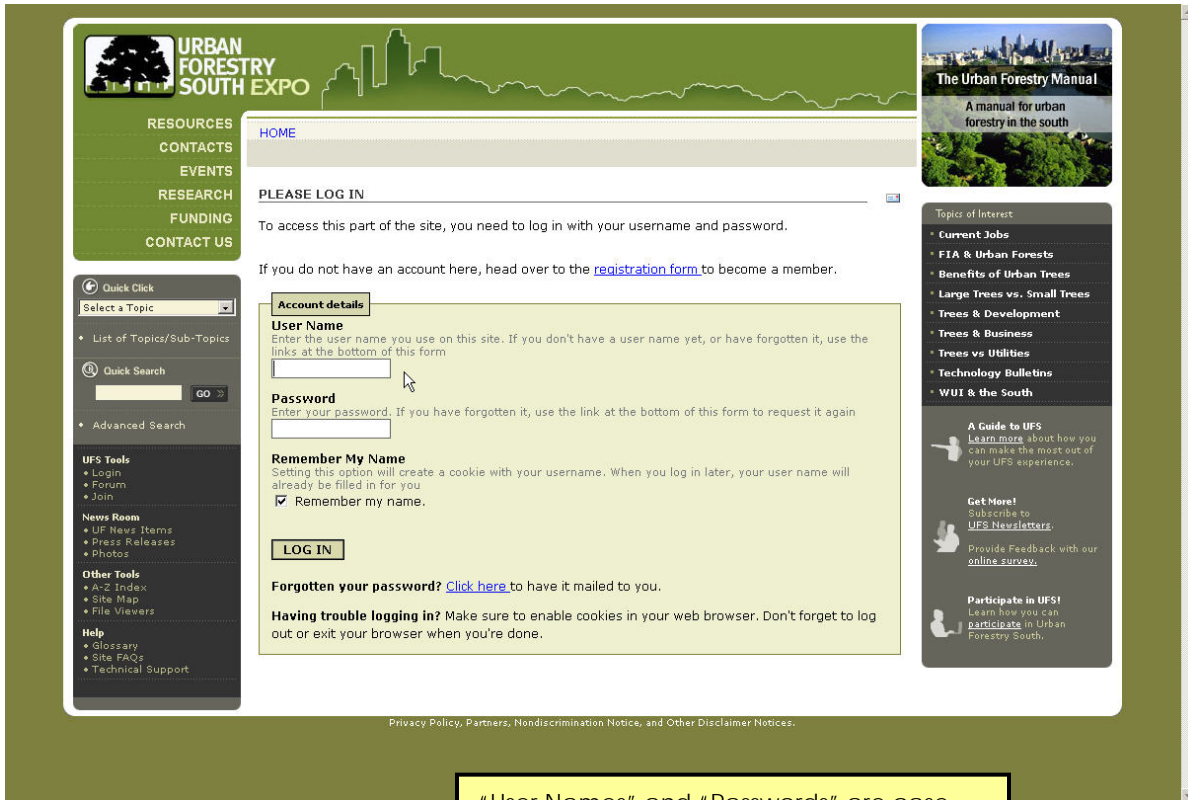 URBAN
FORESTRY
SOUTH EXPO
RESOURCES
CONTACTS
EVENTS
RESEARCH
FUNDING
CONTACT US
Quick Click
Select a Topic
List of Topics/Sub-Topics
Quick Search
GO »
Advanced Search
UFS Tools
Login
Forum
Join
News Room
UF News Items
Press Releases
Photos
Other Tools
A-Z Index
Site Map
File Viewers
Help
Glossary
Site FAQs
Technical Support
HOME
PLEASE LOG IN
To access this part of the site, you need to log in with your username and password.
If you do not have an account here, head over to the registration form to become a member.
Account details
User Name
Enter the user name you use on this site. If you don't have a user name yet, or have forgotten it, use the
links at the bottom of this form
Password
Enter your password. If you have forgotten it, use the link at the bottom of this form to request it again
Remember My Name
Setting this option will create a cookie with your username. When you log in later, your user name will
already be filled in for you
Remember my name.
LOG IN
Forgotten your password? Click here to have it mailed to you.
Having trouble logging in? Make sure to enable cookies in your web browser. Don't forget to log
out or exit your browser when you're done.
The Urban Forestry Manual
A manual for urban
forestry in the south
Topics of Interest
Current Jobs
FIA & Urban Forests
Benefits of Urban Trees
Large Trees vs. Small Trees
Trees & Development
Trees & Business
Trees vs Utilities
Technology Bulletins
WUI & the South
A Guide to UFS
Learn more about how you
can make the most out of
your UFS experience.
Get More!
Subscribe to
UFS Newsletters.
Provide Feedback with our
online survey.
Participate in UFS!
Learn how you can
participate in Urban
Forestry South.
Privacy Policy, Partners, Nondiscrimination Notice, and Other Disclaimer Notices.
"User Names" and "Passwords" are case